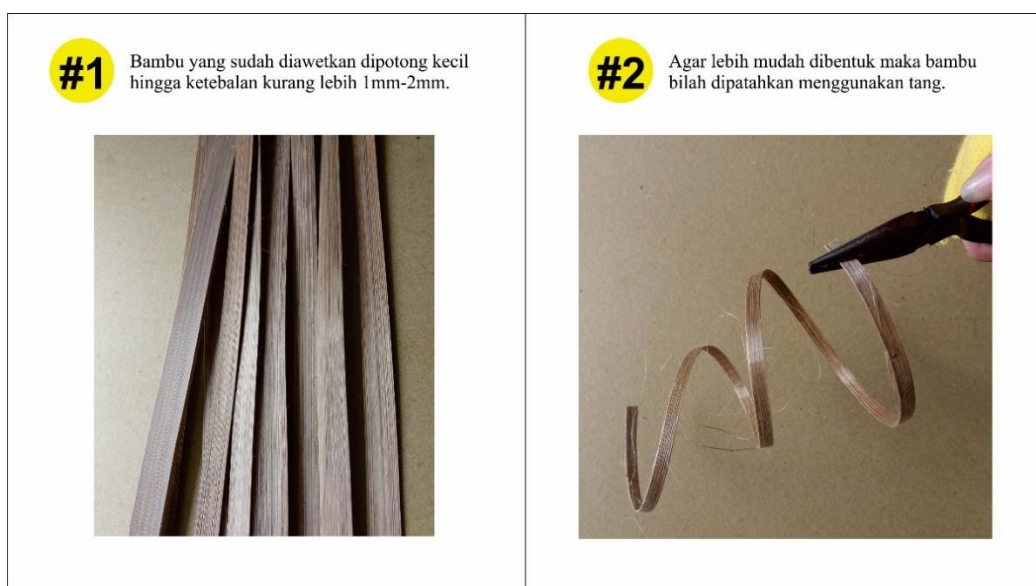 #1
Bambu yang sudah diawetkan dipotong kecil
hingga ketebalan kurang lebih 1mm-2mm.
#2
Agar lebih mudah dibentuk maka bambu
bilah dipatahkan menggunakan tang.